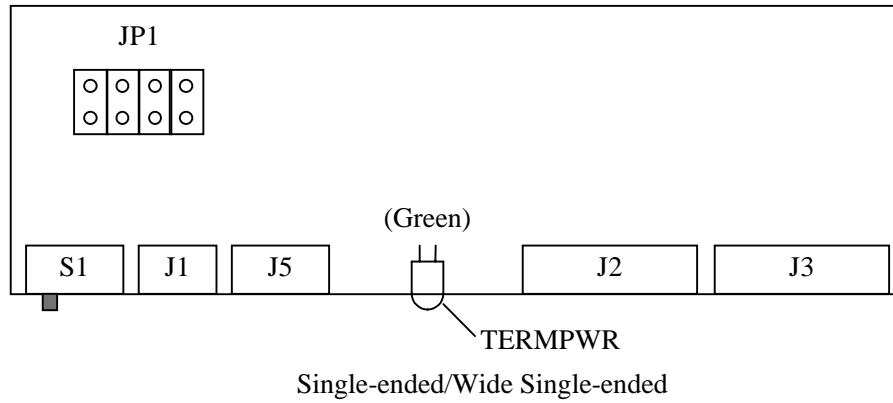 JP1
(Green)
S1 J1 J5 J2 J3
TERMPWR
Single-ended/Wide Single-ended